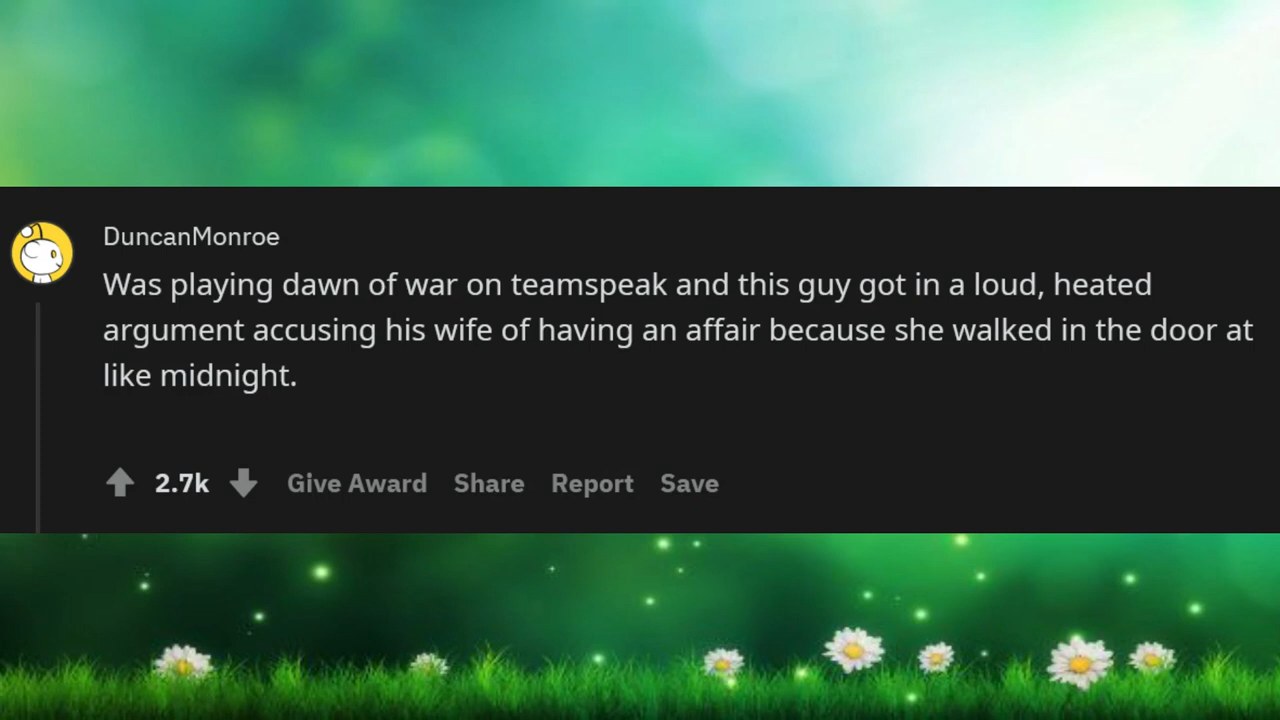 DuncanMonroe
Was playing dawn of war on teamspeak and this guy got in a loud, heated
argument accusing his wife of having an affair because she walked in the door at
like midnight.
2.7k Give Award Share Report Save